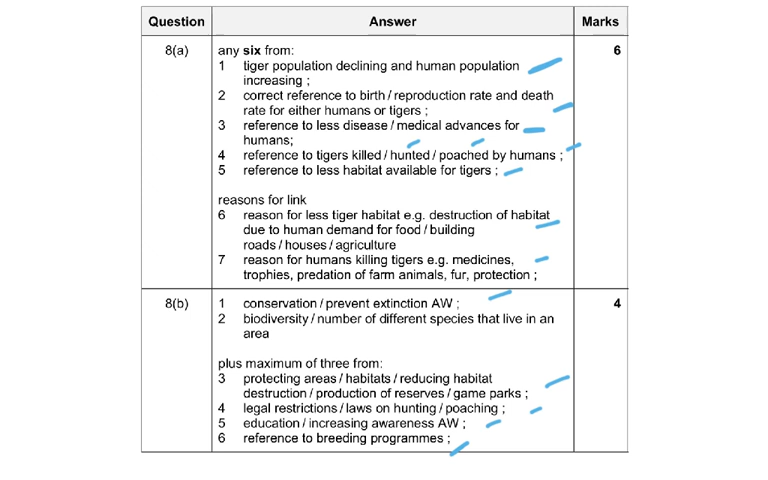 Question Answer Marks
8(a) any six from: 6
1 tiger population declining and human population
increasing ;
2 correct reference to birth / reproduction rate and death
rate for either humans or tigers ;
3 reference to less disease / medical advances for
humans;
4 reference to tigers killed / hunted / poached by humans ;
5 reference to less habitat available for tigers ;
reasons for link
6 reason for less tiger habitat e.g. destruction of habitat
due to human demand for food / building
roads / houses / agriculture
7 reason for humans killing tigers e.g. medicines,
trophies, predation of farm animals, fur, protection ;
8(b) 1 conservation / prevent extinction AW ; 4
2 biodiversity / number of different species that live in an
area
plus maximum of three from:
3 protecting areas / habitats / reducing habitat
destruction / production of reserves / game parks ;
4 legal restrictions / laws on hunting / poaching ;
5 education / increasing awareness AW ;
6 reference to breeding programmes ;